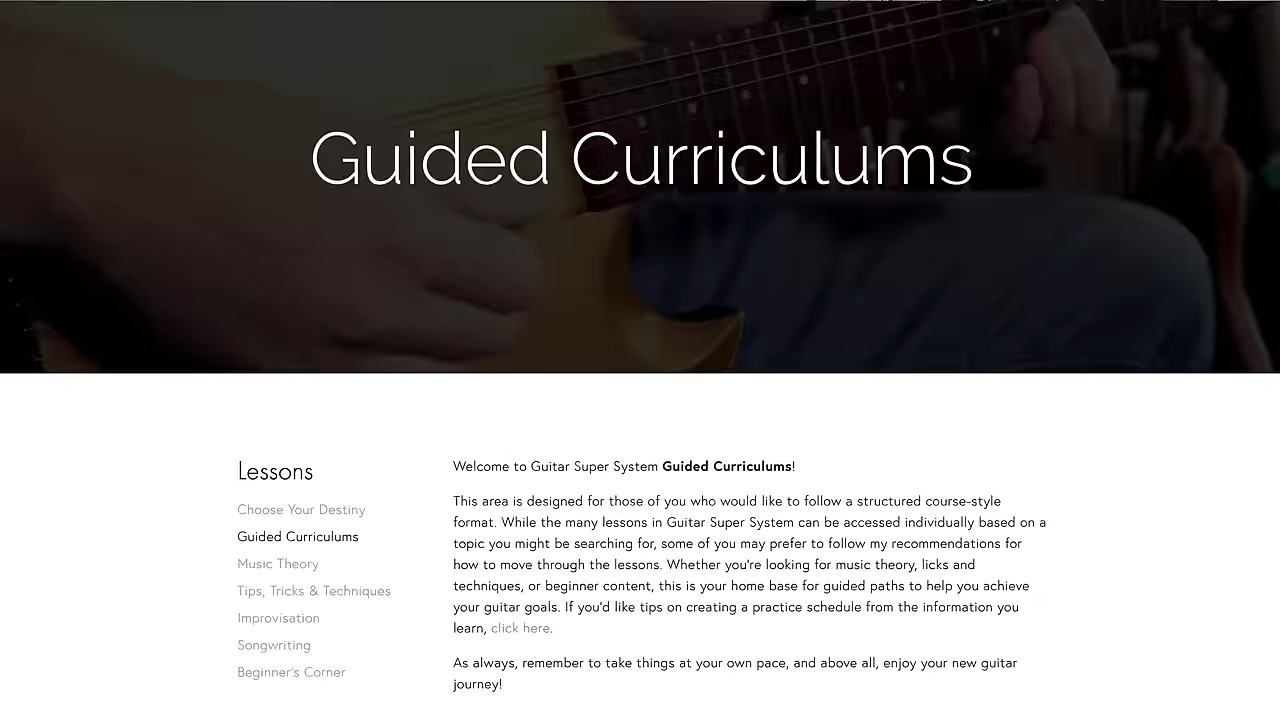 Guided Curriculums
Lessons
Choose Your Destiny
Guided Curriculums
Music Theory
Tips, Tricks & Techniques
Improvisation
Songwriting
Beginner's Corner
Welcome to Guitar Super System Guided Curriculums!
This area is designed for those of you who would like to follow a structured course-style
format. While the many lessons in Guitar Super System can be accessed individually based on a
topic you might be searching for, some of you may prefer to follow my recommendations for
how to move through the lessons. Whether you're looking for music theory, licks and
techniques, or beginner content, this is your home base for guided paths to help you achieve
your guitar goals. If you'd like tips on creating a practice schedule from the information you
learn, click here.
As always, remember to take things at your own pace, and above all, enjoy your new guitar
journey!